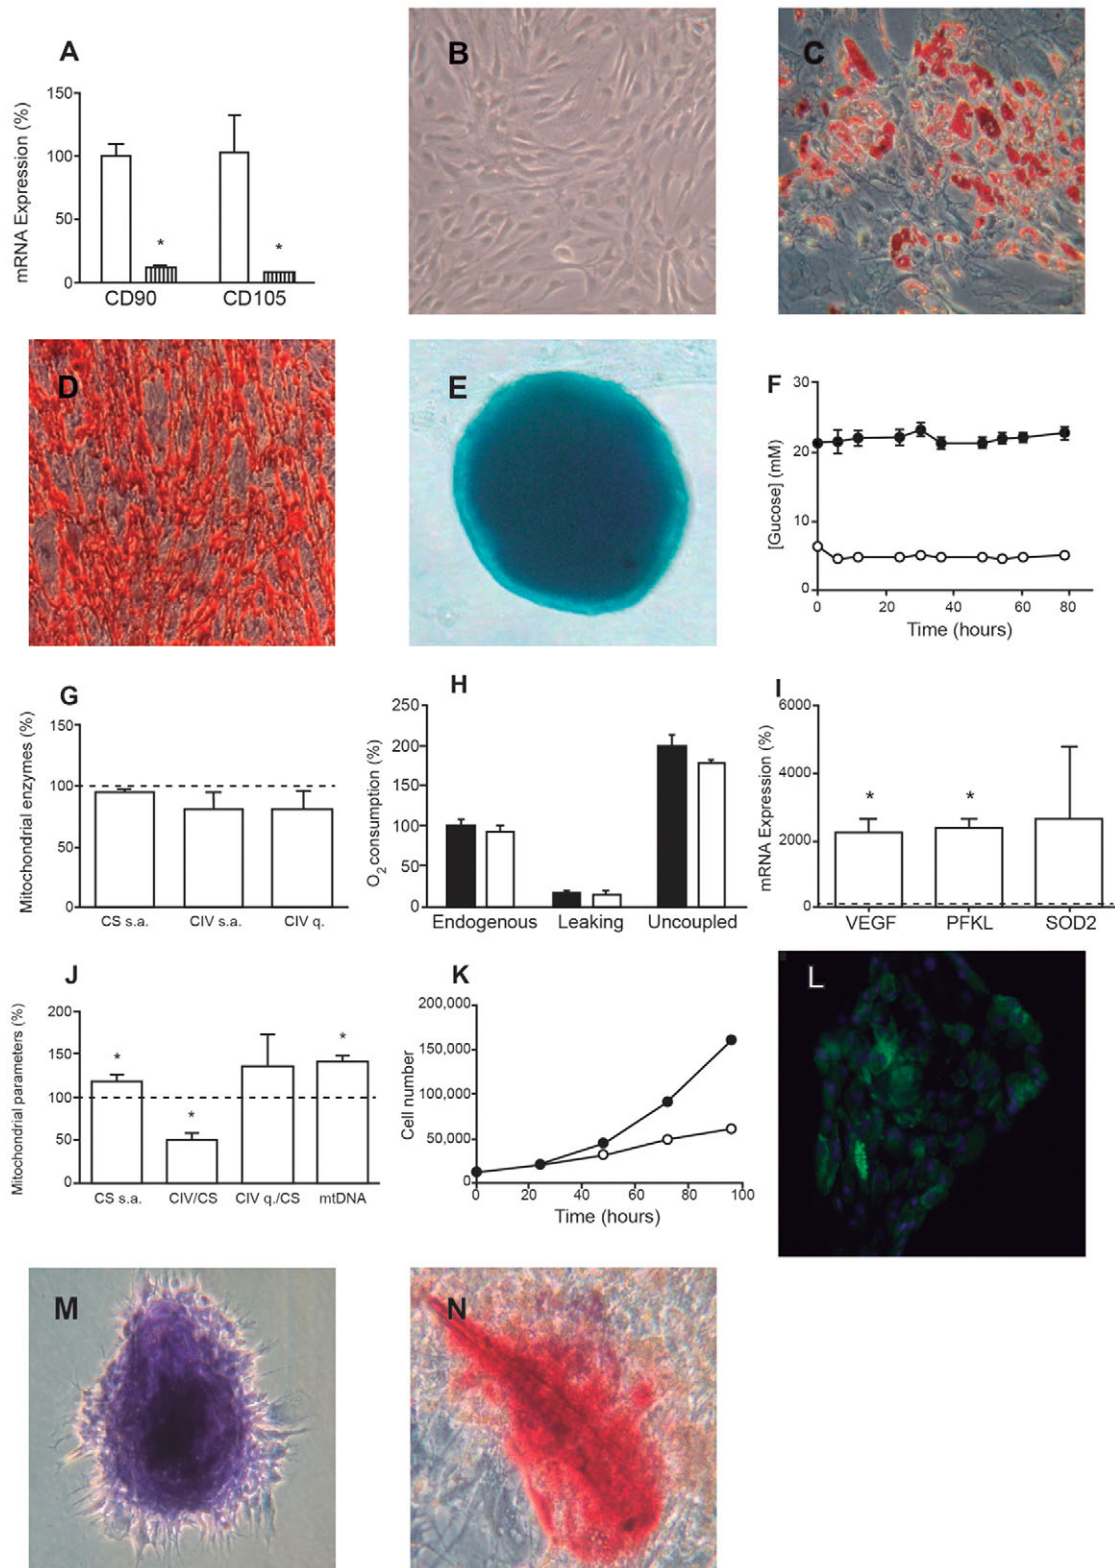 A
mRNA Expression (%)
150
100
50
0
*
*
CD90
CD105
B
C
D
E
F
[Gucose] (mM)
30
20
10
0
0
20
40
60
80
Time (hours)
G
Mitochondrial enzymes (%)
150
100
50
0
CS s.a.
CIV s.a.
CIV q.
H
O2 consumption (%)
250
200
150
100
50
0
Endogenous
Leaking
Uncoupled
I
mRNA Expression (%)
6000
4000
2000
0
*
*
VEGF
PFKL
SOD2
J
Mitochondrial parameters (%)
200
150
100
50
0
*
*
*
CS s.a.
CIV/CS
CIV q./CS
mtDNA
K
Cell number
200,000
150,000
100,000
50,000
0
0
20
40
60
80
100
Time (hours)
L
M
N